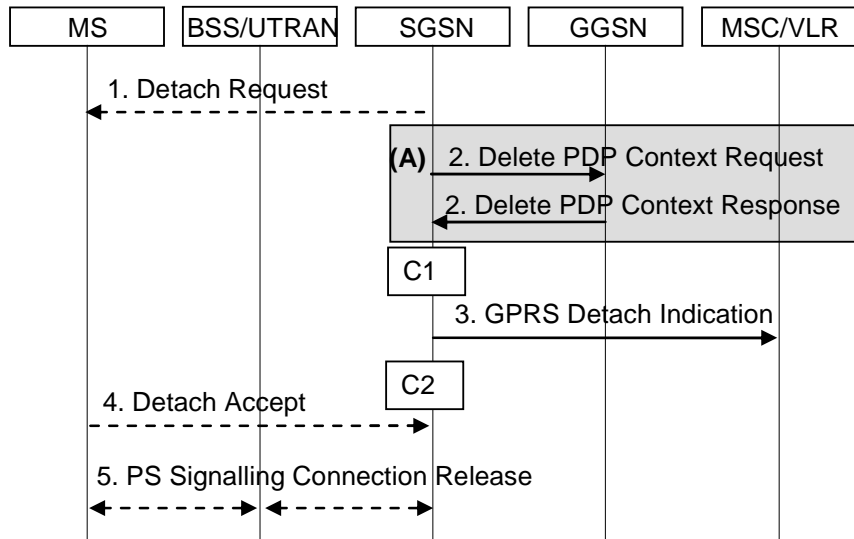 MS BSS/UTRAN SGSN GGSN MSC/VLR
1. Detach Request
(A) 2. Delete PDP Context Request
2. Delete PDP Context Response
C1
3. GPRS Detach Indication
C2
4. Detach Accept
5. PS Signalling Connection Release